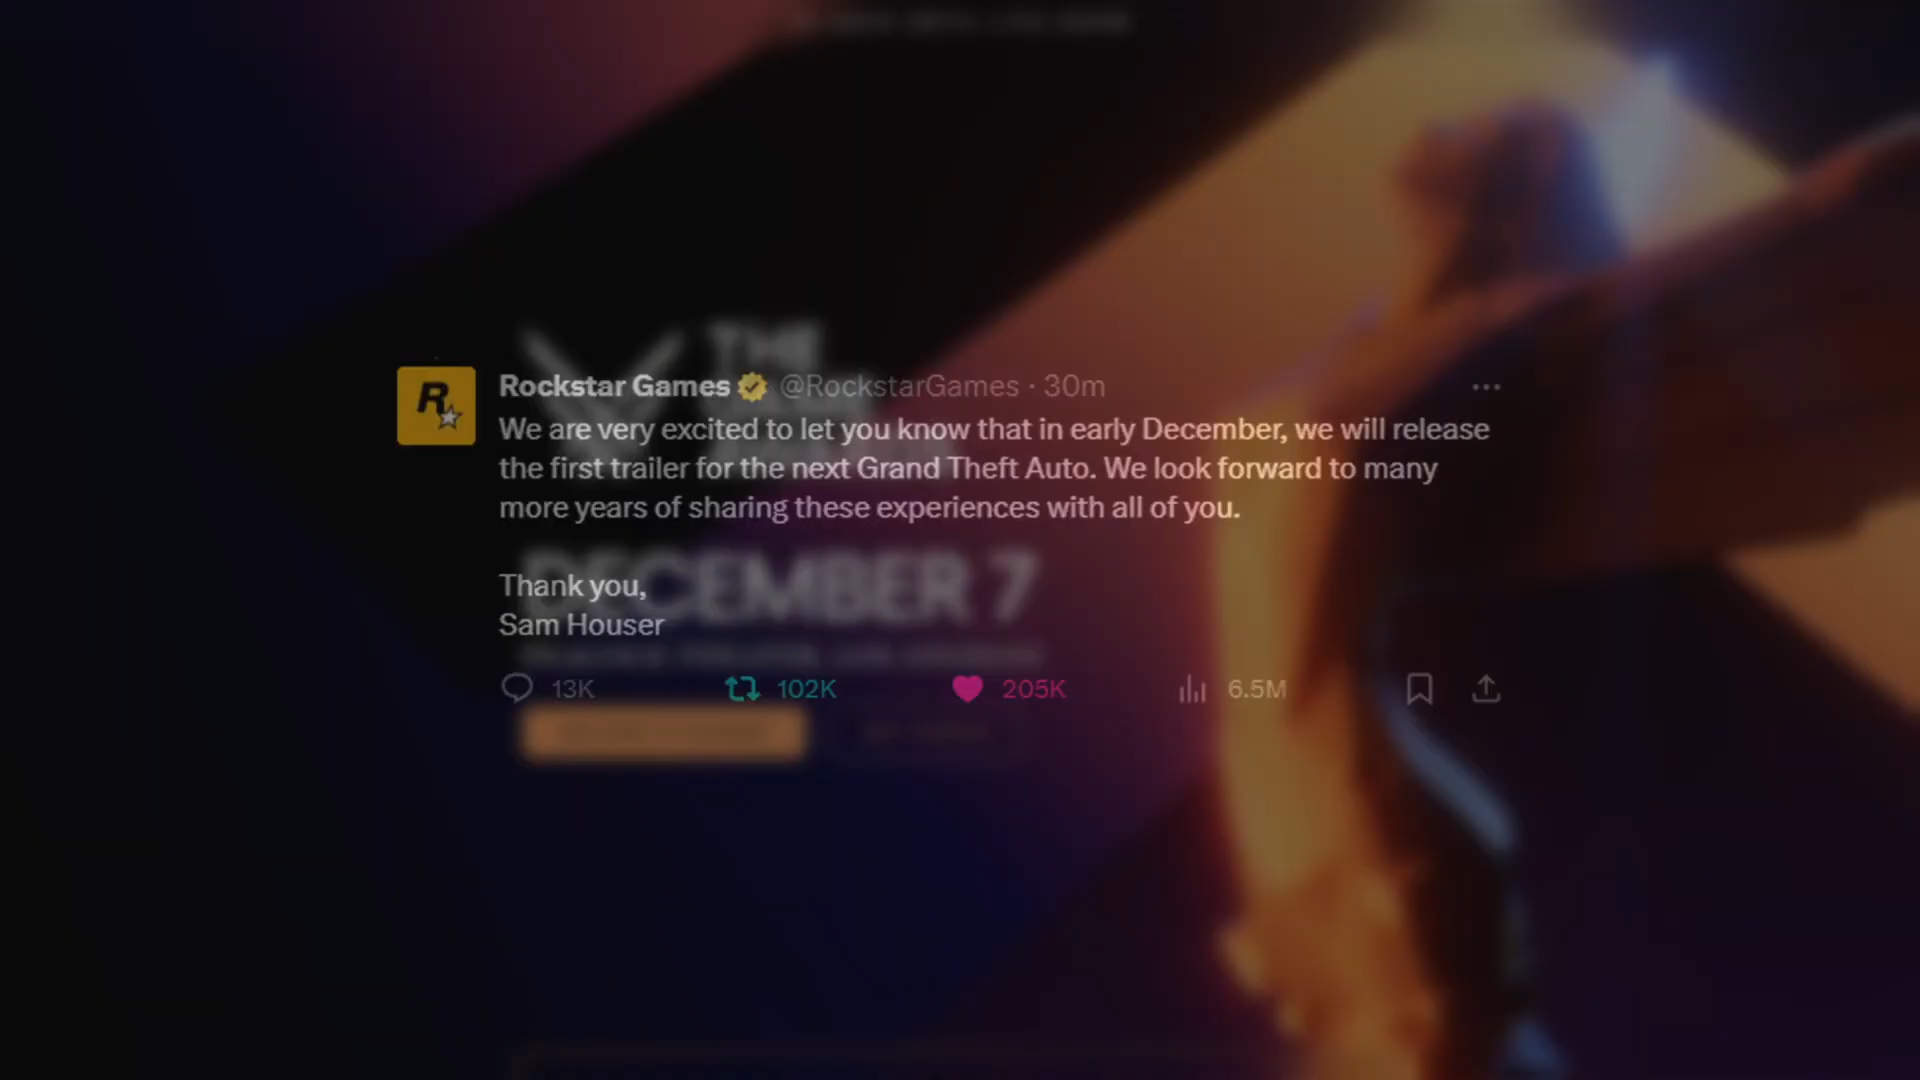 THE
Rockstar Games @RockstarGames · 30m
We are very excited to let you know that in early December, we will release
the first trailer for the next Grand Theft Auto. We look forward to many
more years of sharing these experiences with all of you.
Thank you,
Sam Houser
DECEMBER 7
13K 102K 205K 6.5M